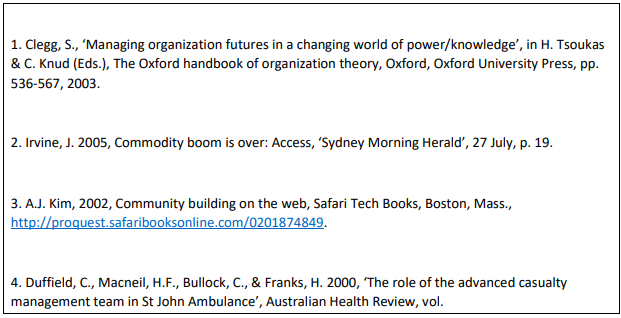 1. Clegg, S., ‘Managing organization futures in a changing world of power/knowledge’, in H. Tsoukas
& C. Knud (Eds.), The Oxford handbook of organization theory, Oxford, Oxford University Press, pp.
536-567, 2003.
2. Irvine, J. 2005, Commodity boom is over: Access, ‘Sydney Morning Herald’, 27 July, p. 19.
3. A.J. Kim, 2002, Community building on the web, Safari Tech Books, Boston, Mass.,
http://proquest.safaribooksonline.com/0201874849.
4. Duffield, C., Macneil, H.F., Bullock, C., & Franks, H. 2000, ‘The role of the advanced casualty
management team in St John Ambulance’, Australian Health Review, vol.